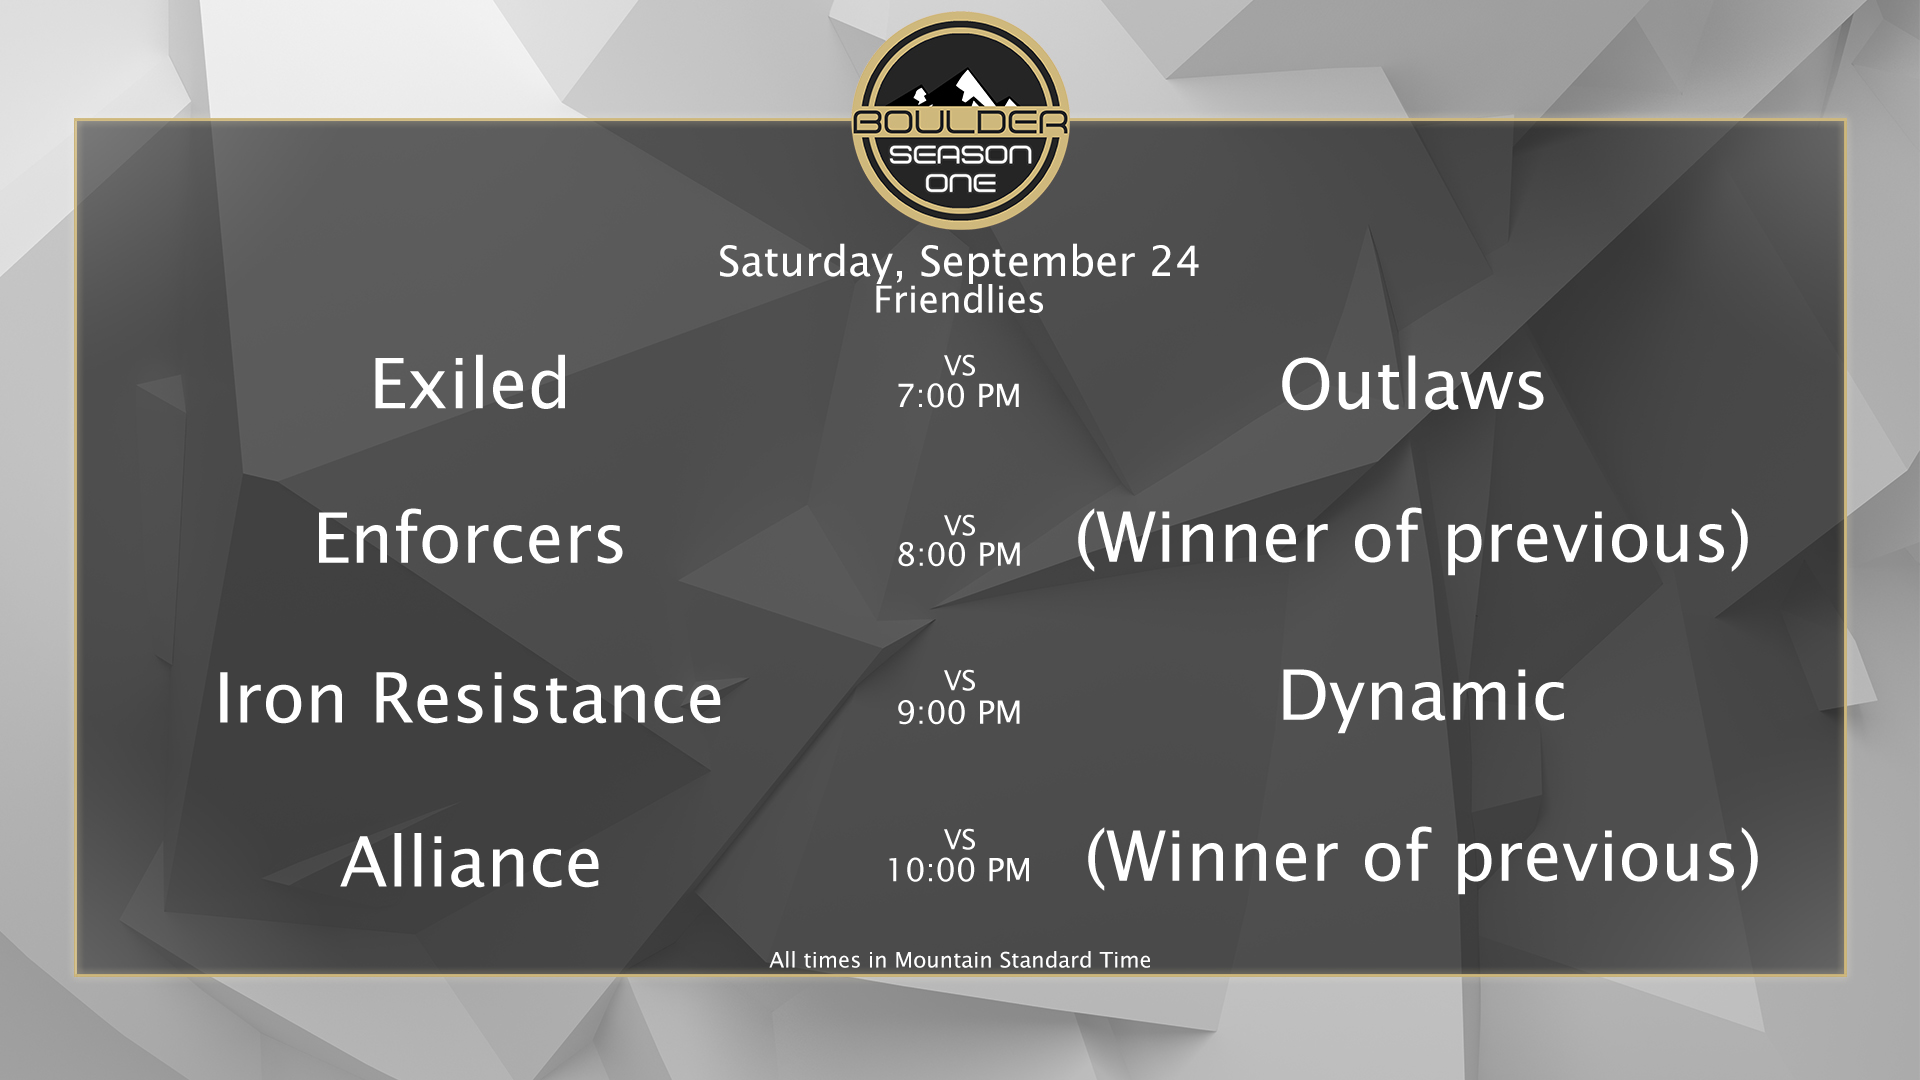 BOULDER
SEASON
ONE
Saturday, September 24
Friendlies
Exiled
VS
7:00 PM
Outlaws
Enforcers
VS
8:00 PM
(Winner of previous)
Iron Resistance
VS
9:00 PM
Dynamic
Alliance
VS
10:00 PM
(Winner of previous)
All times in Mountain Standard Time